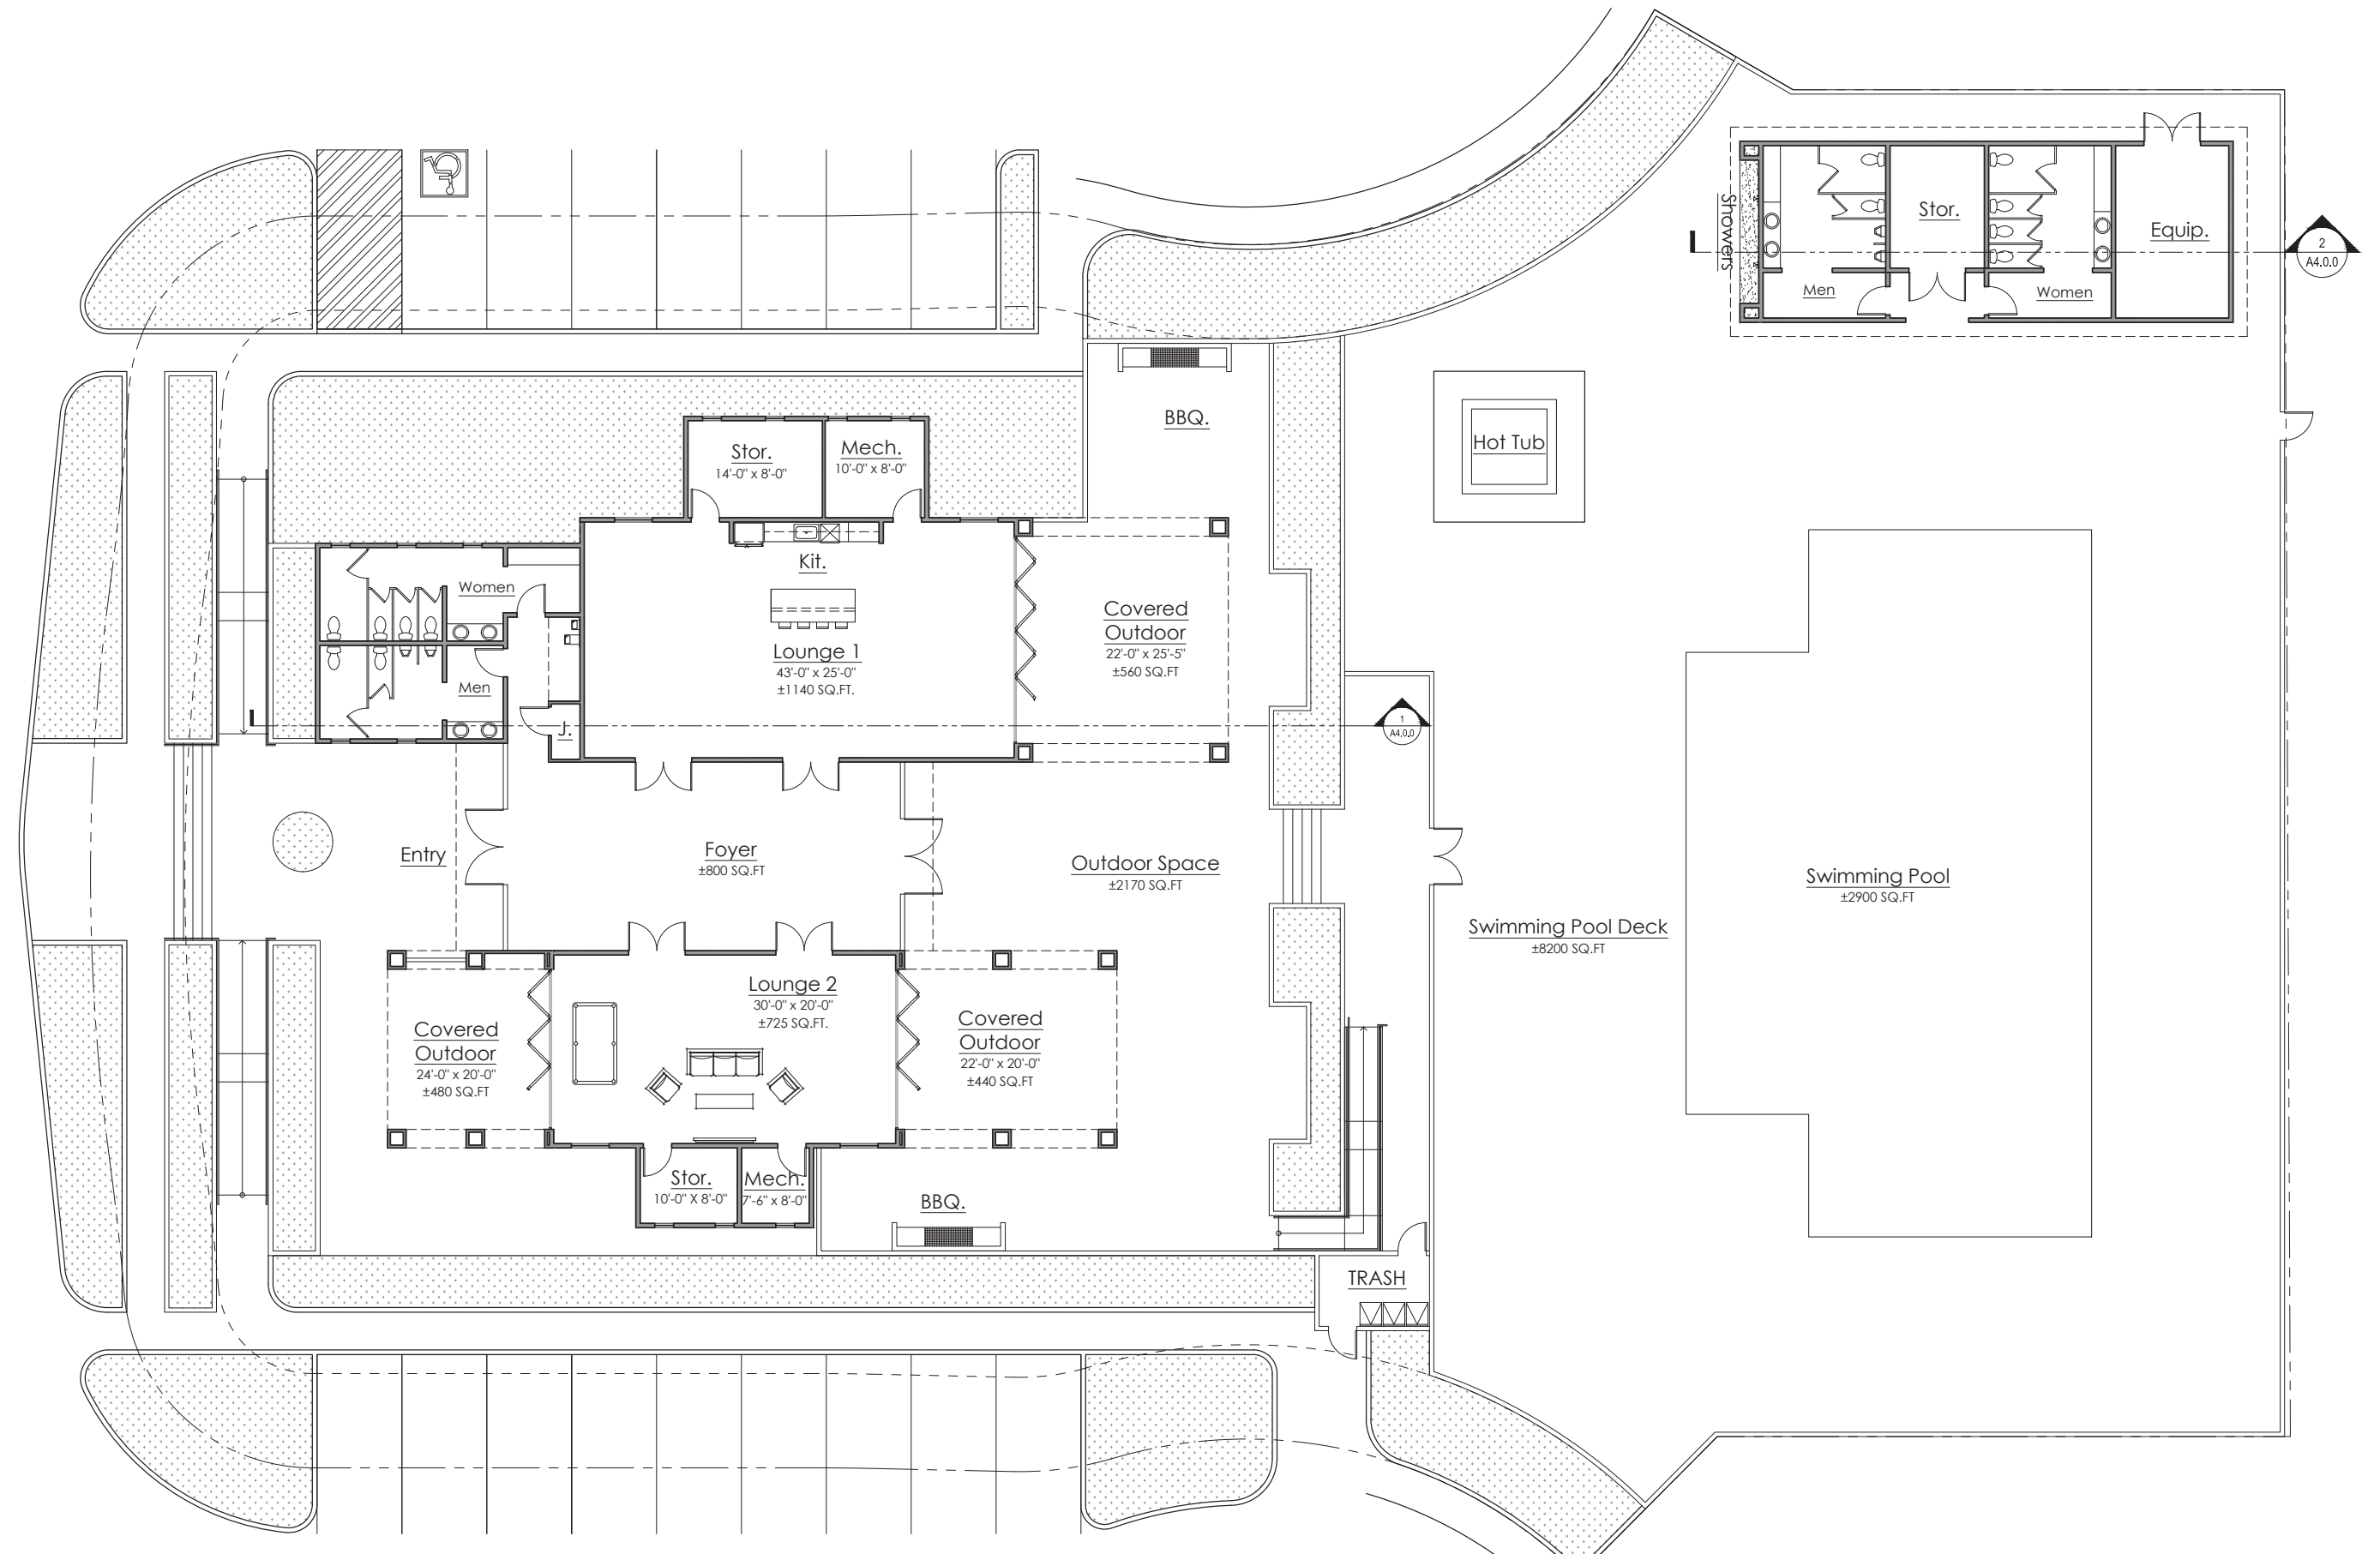 Showers
Stor.
Equip.
Men
Women
2
A4.0.0
BBQ.
Stor.
14'-0" x 8'-0"
Mech.
10'-0" x 8'-0"
Hot Tub
Kit.
Women
Lounge 1
43'-0" x 25'-0"
±1140 SQ.FT.
Covered
Outdoor
22'-0" x 25'-5"
±560 SQ.FT
Men
J.
1
A4.0.0
Entry
Foyer
±800 SQ.FT
Outdoor Space
±2170 SQ.FT
Swimming Pool
±2900 SQ.FT
Swimming Pool Deck
±8200 SQ.FT
Lounge 2
30'-0" x 20'-0"
±725 SQ.FT.
Covered
Outdoor
24'-0" x 20'-0"
±480 SQ.FT
Covered
Outdoor
22'-0" x 20'-0"
±440 SQ.FT
Stor.
10'-0" X 8'-0"
Mech.
7'-6" x 8'-0"
BBQ.
TRASH